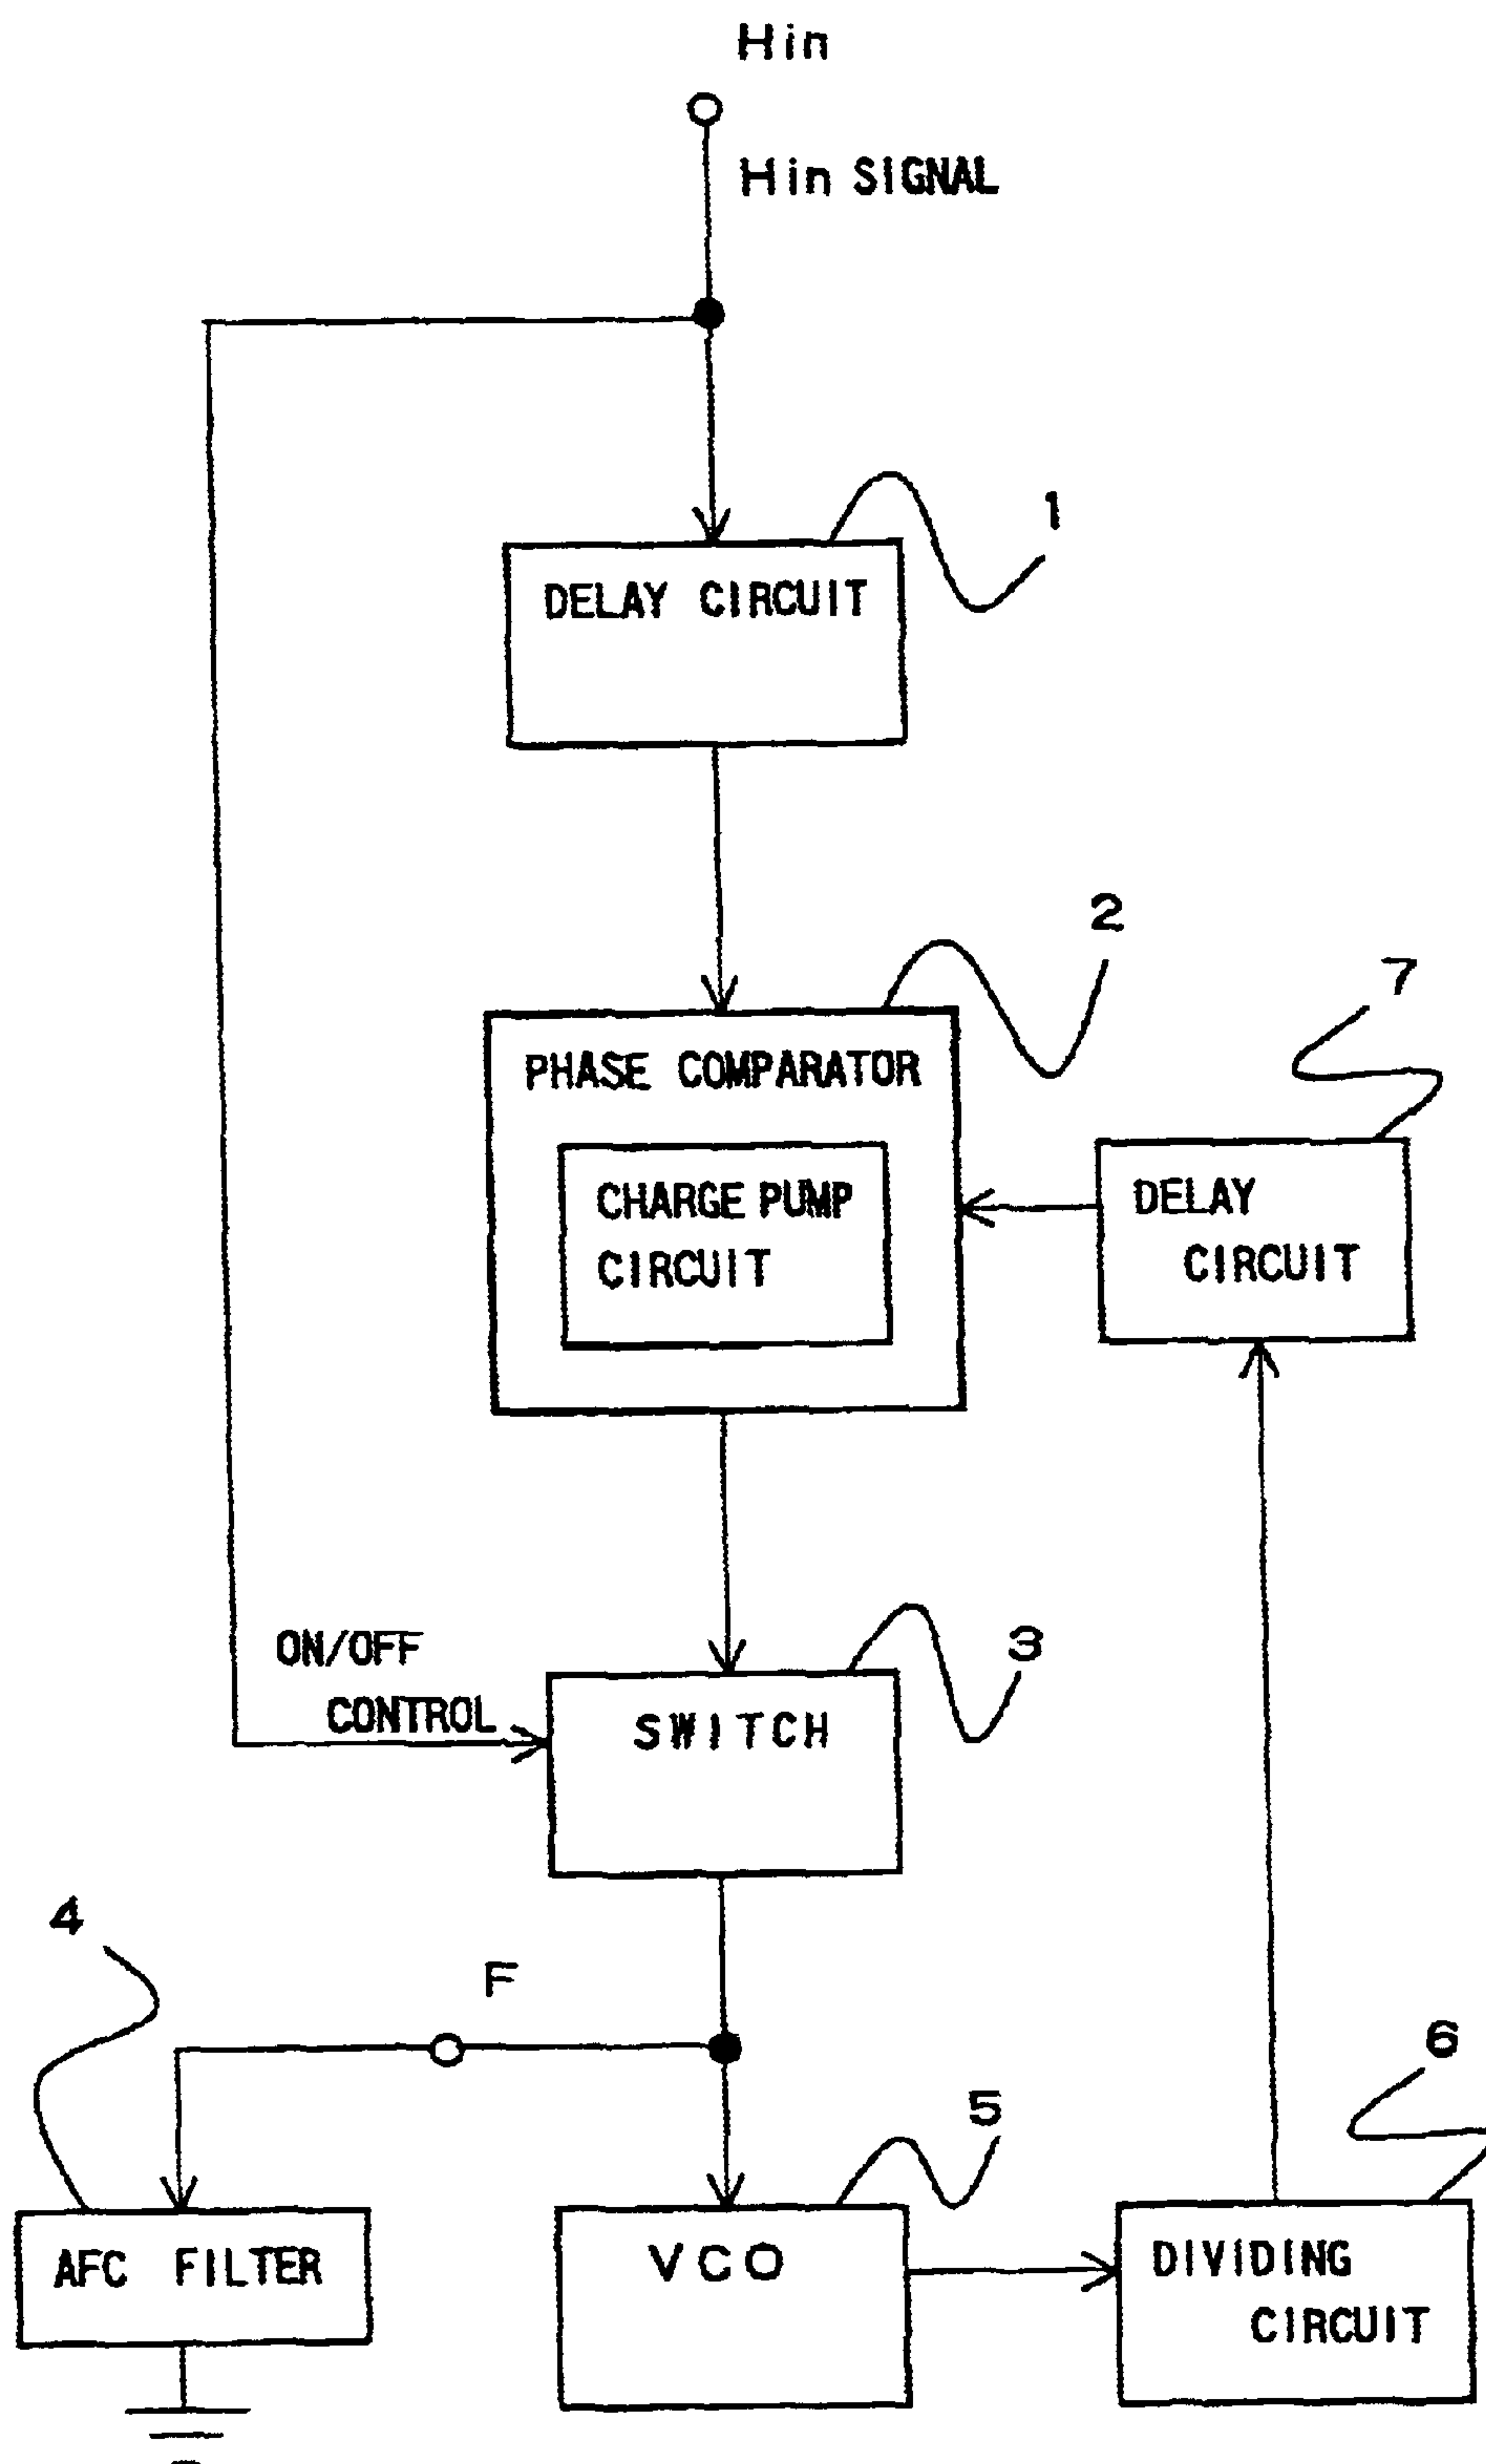 Hin
Hin SIGNAL
1
DELAY CIRCUIT
2
7
PHASE COMPARATOR
CHARGE PUMP
CIRCUIT
DELAY
CIRCUIT
ON/OFF
CONTROL
3
SWITCH
4
F
5
6
AFC FILTER
VCO
DIVIDING
CIRCUIT